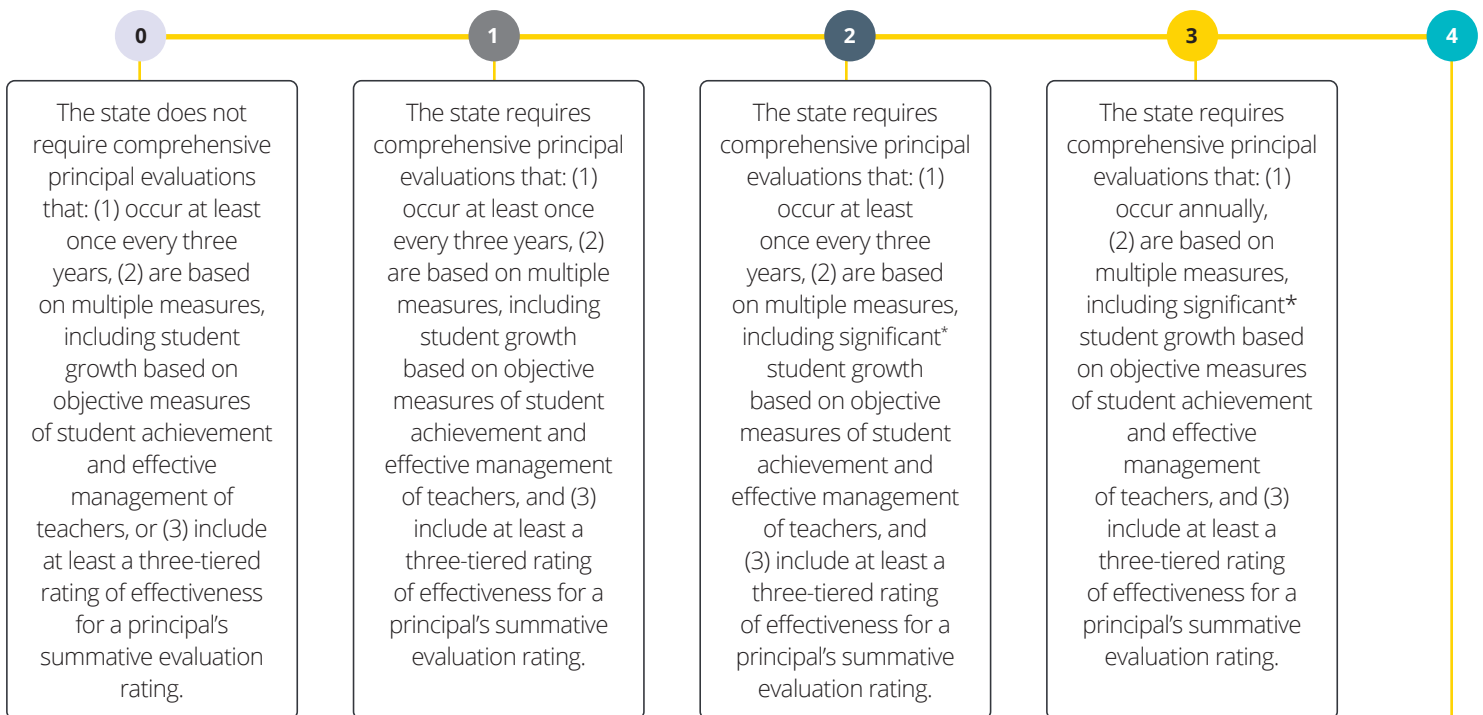 0
1
2
3
4
The state does not
require comprehensive
principal evaluations
that: (1) occur at least
once every three
years, (2) are based
on multiple measures,
including student
growth based on
objective measures
of student achievement
and effective
management of
teachers, or (3) include
at least a three-tiered
rating of effectiveness
for a principal’s
summative evaluation
rating.
The state requires
comprehensive principal
evaluations that: (1)
occur at least once
every three years, (2)
are based on multiple
measures, including
student growth
based on objective
measures of student
achievement and
effective management
of teachers, and (3)
include at least a
three-tiered rating
of effectiveness for a
principal’s summative
evaluation rating.
The state requires
comprehensive principal
evaluations that: (1)
occur at least
once every three
years, (2) are based
on multiple measures,
including significant*
student growth
based on objective
measures of student
achievement and
effective management
of teachers, and
(3) include at least a
three-tiered rating
of effectiveness for a
principal’s summative
evaluation rating.
The state requires
comprehensive principal
evaluations that: (1)
occur annually,
(2) are based on
multiple measures,
including significant*
student growth based
on objective measures
of student achievement
and effective
management
of teachers, and (3)
include at least a
three-tiered rating
of effectiveness for a
principal’s summative
evaluation rating.